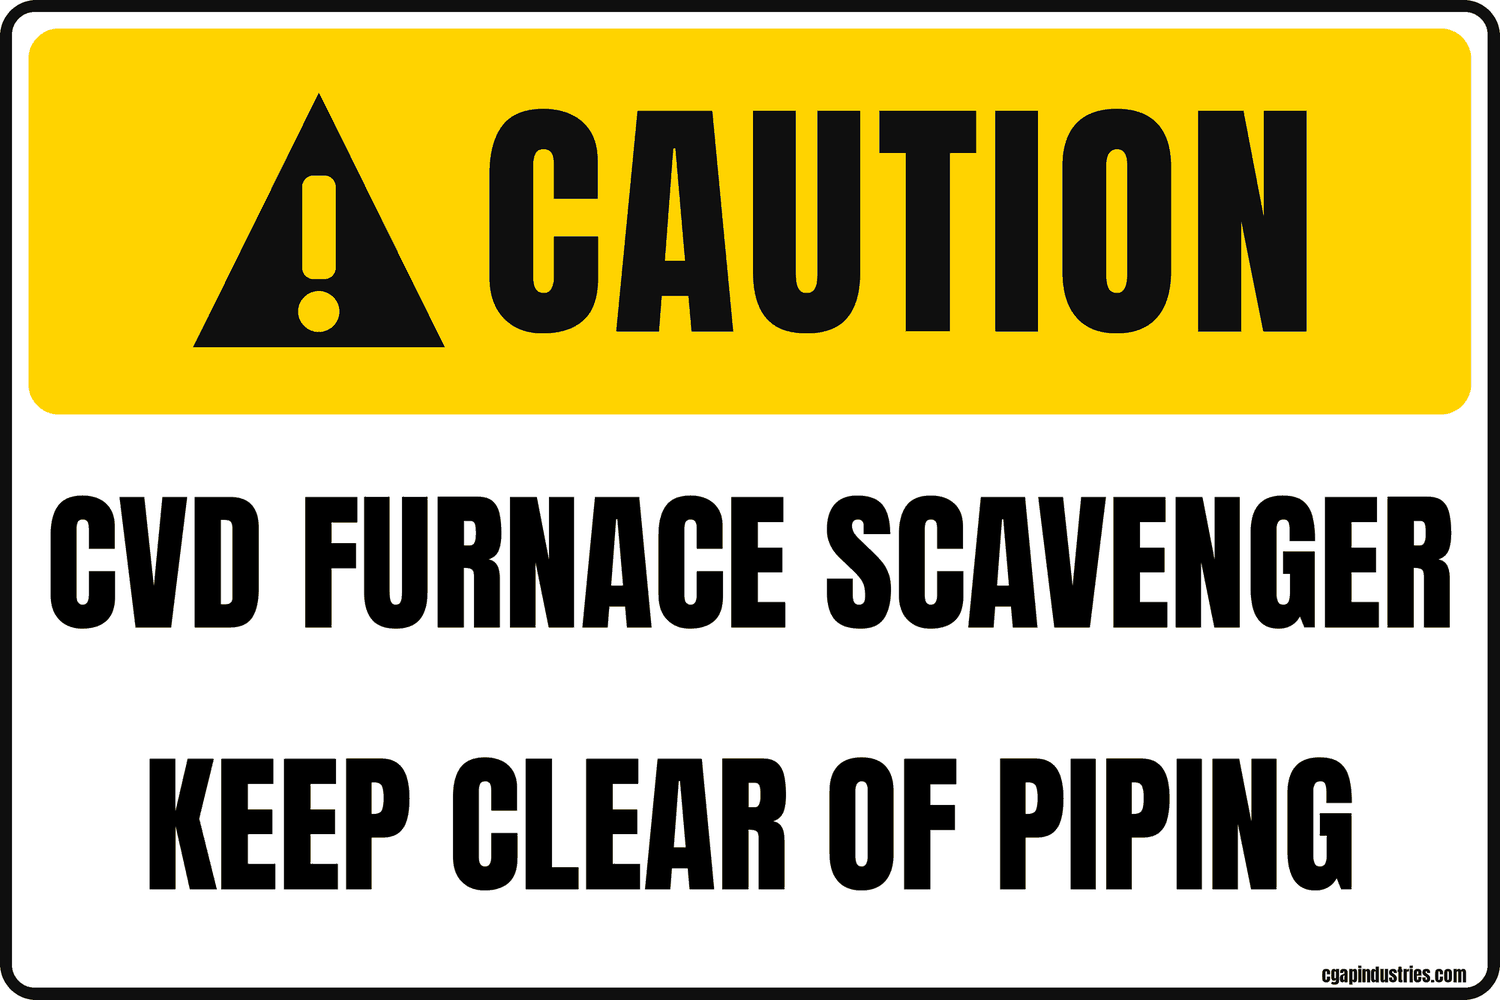 CAUTION
CVD FURNACE SCAVENGER
KEEP CLEAR OF PIPING
cgapindustries.com